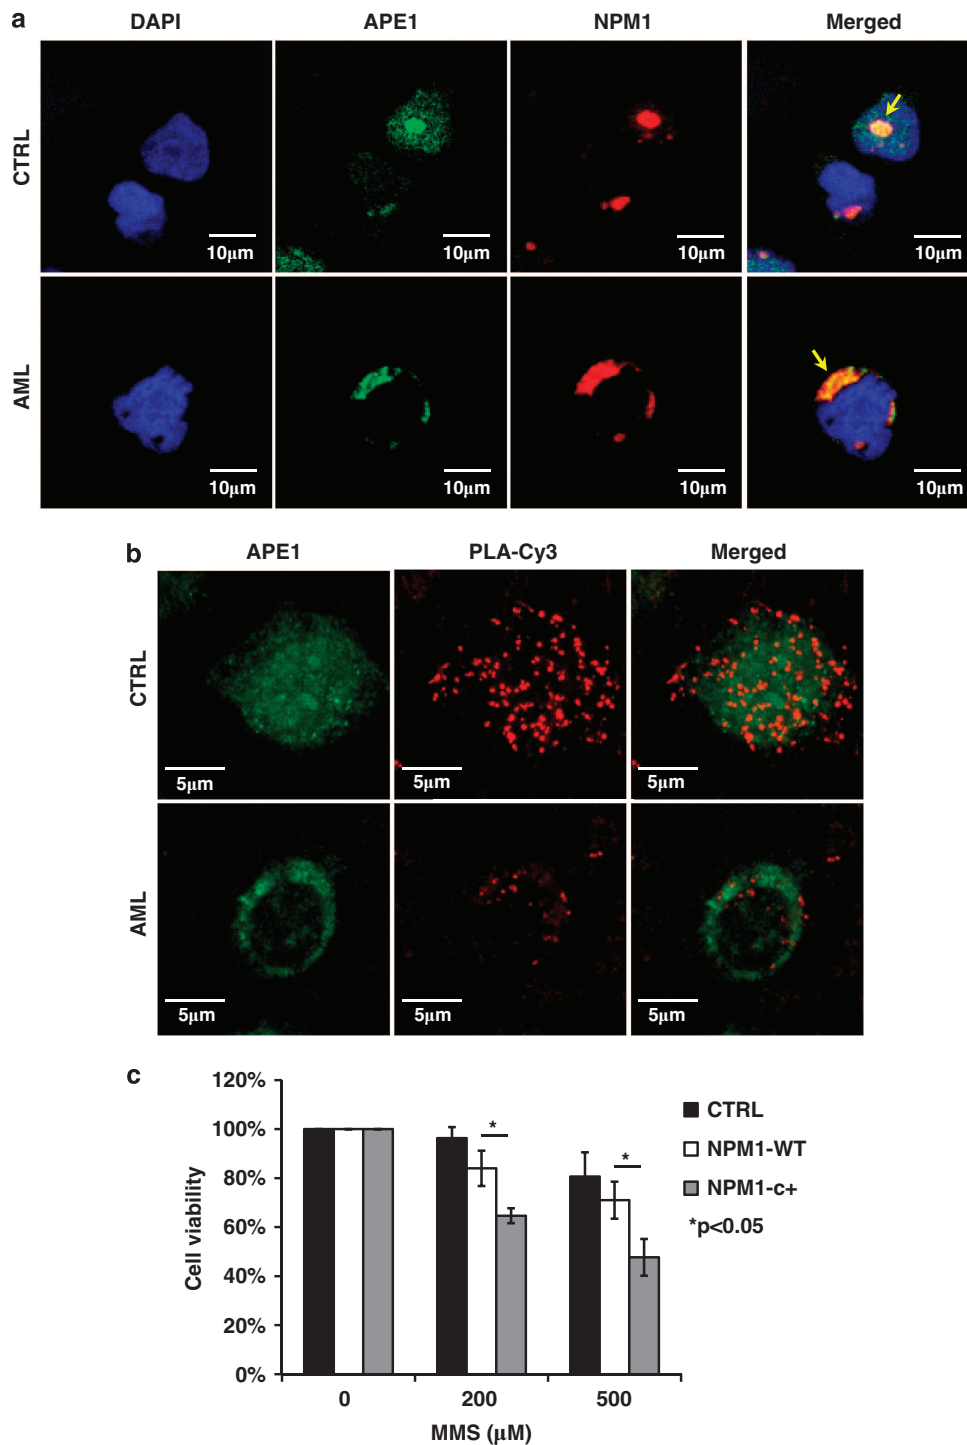 a
DAPI APE1 NPM1 Merged
CTRL
10μm 10μm 10μm 10μm
AML
10μm 10μm 10μm 10μm
b
APE1 PLA-Cy3 Merged
CTRL
5μm 5μm 5μm
AML
5μm 5μm 5μm
c
120%
100%
80%
60%
40%
20%
0%
Cell viability
* *
CTRL
NPM1-WT
NPM1-c+
*p<0.05
0 200 500
MMS (μM)